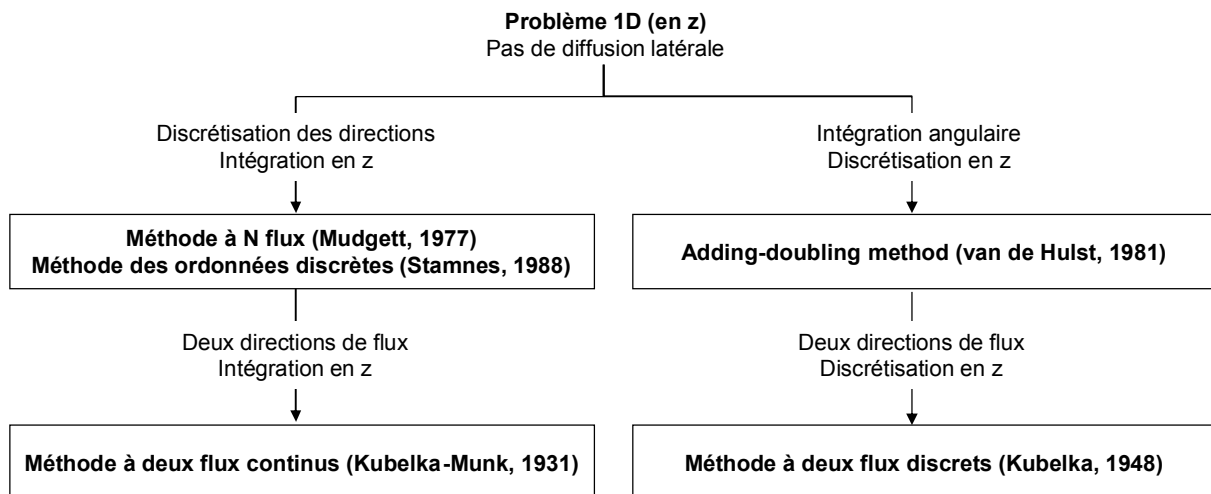 Problème 1D (en z)
Pas de diffusion latérale
Discrétisation des directions
Intégration en z
Intégration angulaire
Discrétisation en z
Méthode à N flux (Mudgett, 1977)
Méthode des ordonnées discrètes (Stamnes, 1988)
Adding-doubling method (van de Hulst, 1981)
Deux directions de flux
Intégration en z
Deux directions de flux
Discrétisation en z
Méthode à deux flux continus (Kubelka-Munk, 1931)
Méthode à deux flux discrets (Kubelka, 1948)